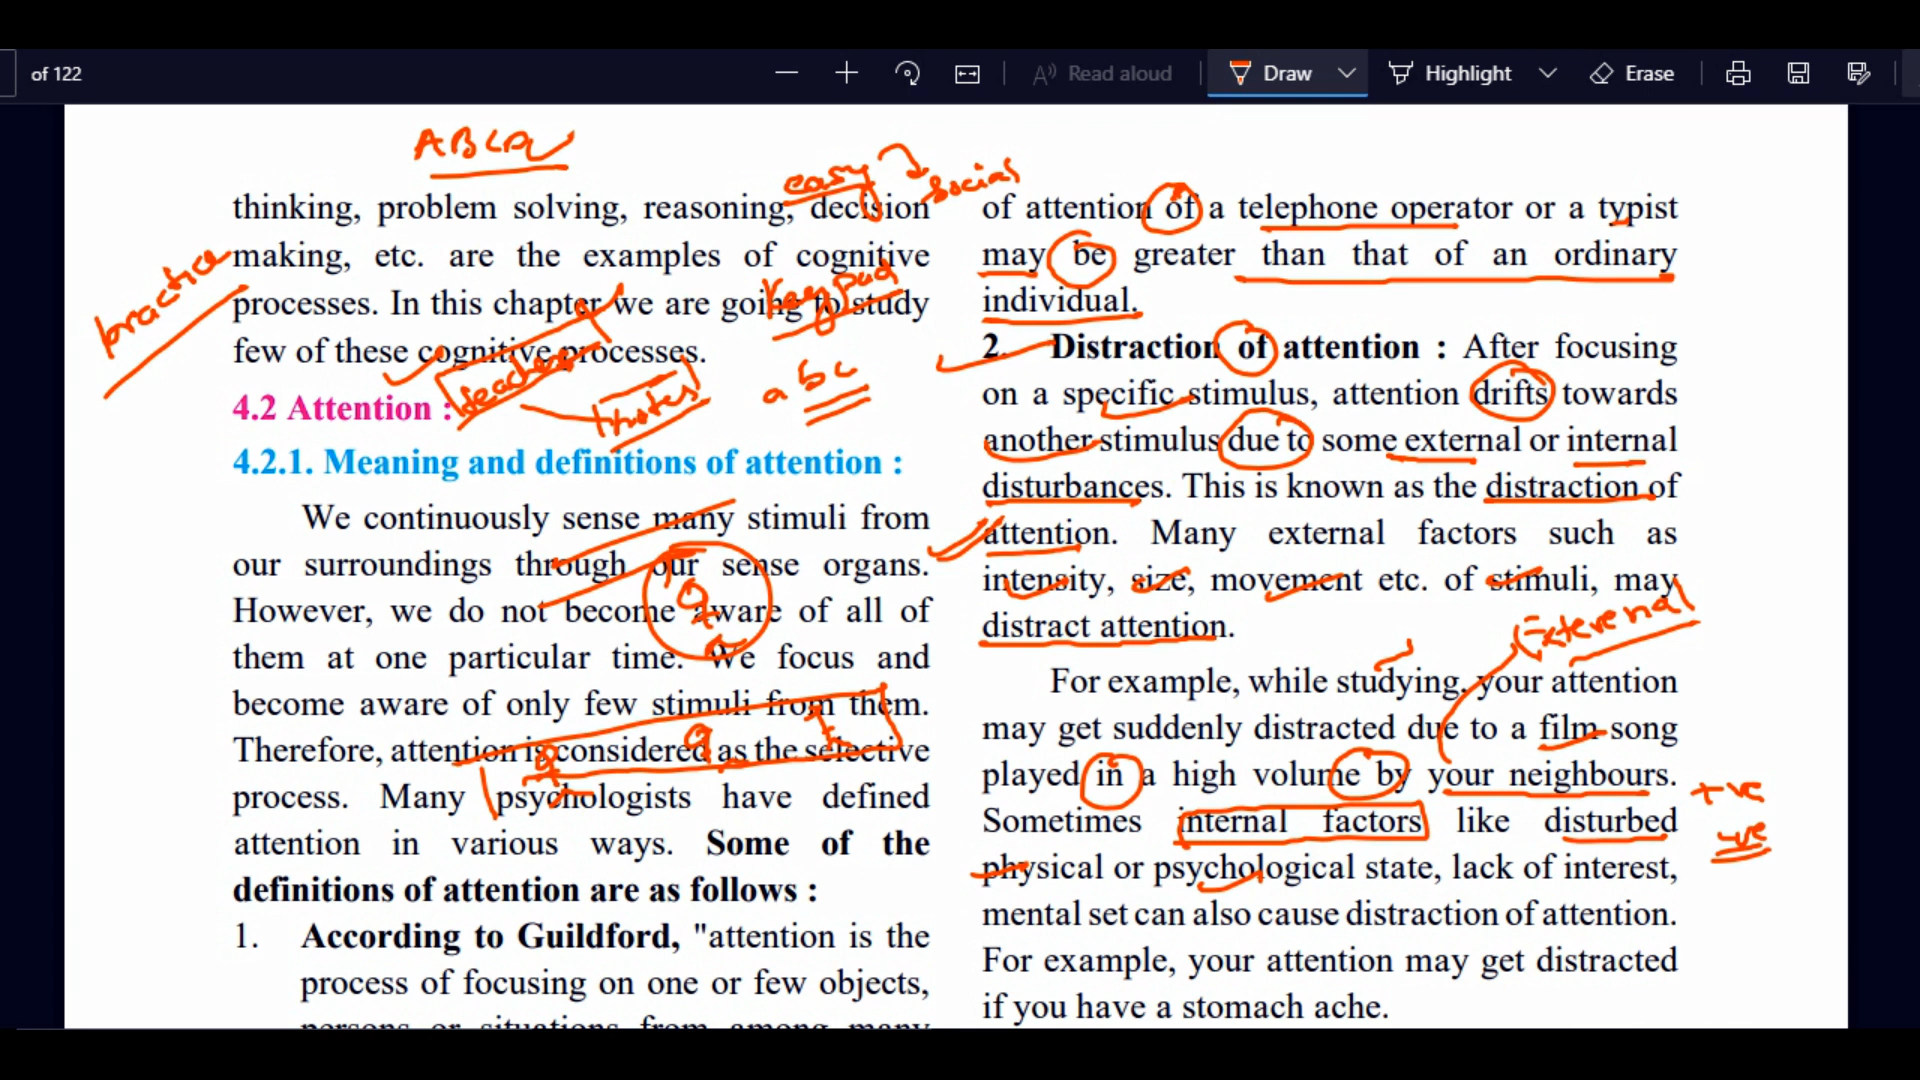 of 122
Read aloud
Draw
Highlight
Erase
ABCD
easy
social
practice
keypad
abc
teacher
thinking, problem solving, reasoning, decision
making, etc. are the examples of cognitive
processes. In this chapter we are going to study
few of these cognitive processes.
4.2 Attention :
4.2.1. Meaning and definitions of attention :
We continuously sense many stimuli from
our surroundings through our sense organs.
However, we do not become aware of all of
them at one particular time. We focus and
become aware of only few stimuli from them.
Therefore, attention is considered as the selective
process. Many psychologists have defined
attention in various ways. Some of the
definitions of attention are as follows :
1. According to Guildford, "attention is the
process of focusing on one or few objects,
persons or situations from among many
of attention of a telephone operator or a typist
may be greater than that of an ordinary
individual.
2. Distraction of attention : After focusing
on a specific stimulus, attention drifts towards
another stimulus due to some external or internal
disturbances. This is known as the distraction of
attention. Many external factors such as
intensity, size, movement etc. of stimuli, may
distract attention.
External
For example, while studying, your attention
may get suddenly distracted due to a film song
played in a high volume by your neighbours.
Sometimes internal factors like disturbed
physical or psychological state, lack of interest,
mental set can also cause distraction of attention.
For example, your attention may get distracted
if you have a stomach ache.
+ve
-ve